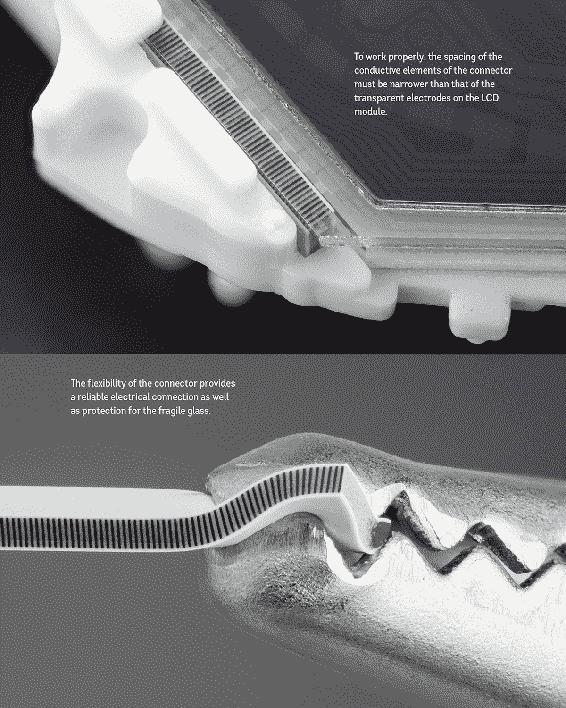 To work properly, the spacing of the
conductive elements of the connector
must be narrower than that of the
transparent electrodes on the LCD
module.
The flexibility of the connector provides
a reliable electrical connection as well
as protection for the fragile glass.